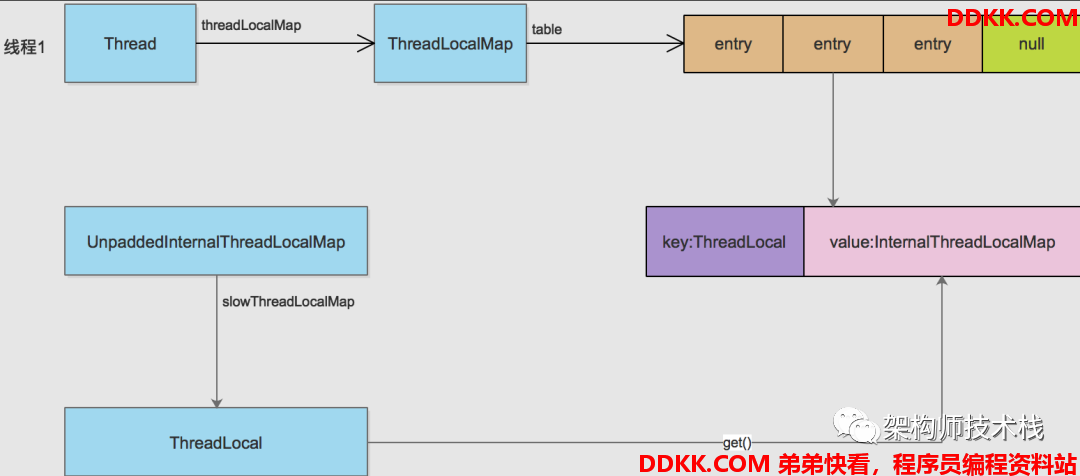 DDKK.COM
线程1
Thread
threadLocalMap
ThreadLocalMap
table
entry
entry
entry
null
UnpaddedInternalThreadLocalMap
key:ThreadLocal
value:InternalThreadLocalMap
slowThreadLocalMap
ThreadLocal
get()
架构师技术栈
DDKK.COM 弟弟快看，程序员编程资料站